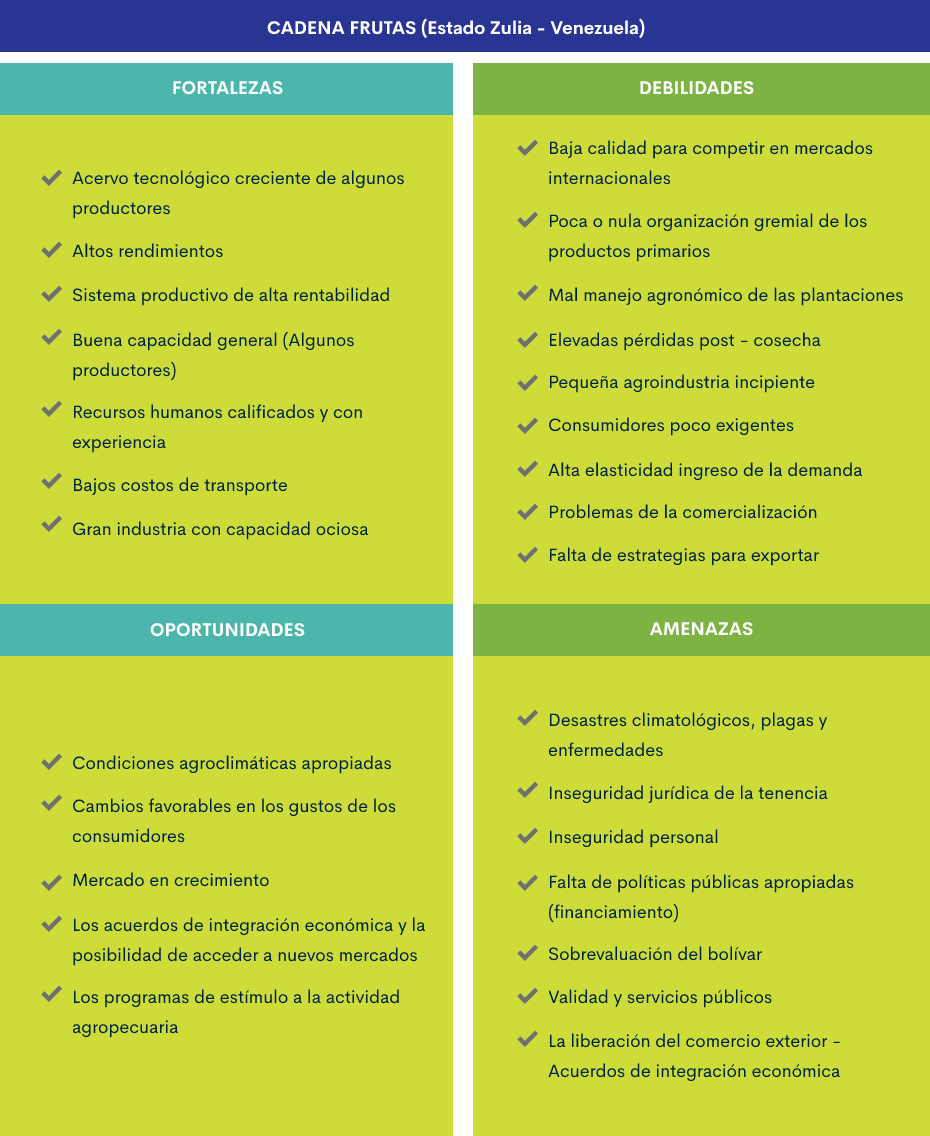 CADENA FRUTAS (Estado Zulia - Venezuela)
FORTALEZAS
Acervo tecnológico creciente de algunos
productores
Altos rendimientos
Sistema productivo de alta rentabilidad
Buena capacidad general (Algunos
productores)
Recursos humanos calificados y con
experiencia
Bajos costos de transporte
Gran industria con capacidad ociosa
DEBILIDADES
Baja calidad para competir en mercados
internacionales
Poca o nula organización gremial de los
productos primarios
Mal manejo agronómico de las plantaciones
Elevadas pérdidas post - cosecha
Pequeña agroindustria incipiente
Consumidores poco exigentes
Alta elasticidad ingreso de la demanda
Problemas de la comercialización
Falta de estrategias para exportar
OPORTUNIDADES
Condiciones agroclimáticas apropiadas
Cambios favorables en los gustos de los
consumidores
Mercado en crecimiento
Los acuerdos de integración económica y la
posibilidad de acceder a nuevos mercados
Los programas de estímulo a la actividad
agropecuaria
AMENAZAS
Desastres climatológicos, plagas y
enfermedades
Inseguridad jurídica de la tenencia
Inseguridad personal
Falta de políticas públicas apropiadas
(financiamiento)
Sobrevaluación del bolívar
Validad y servicios públicos
La liberación del comercio exterior -
Acuerdos de integración económica